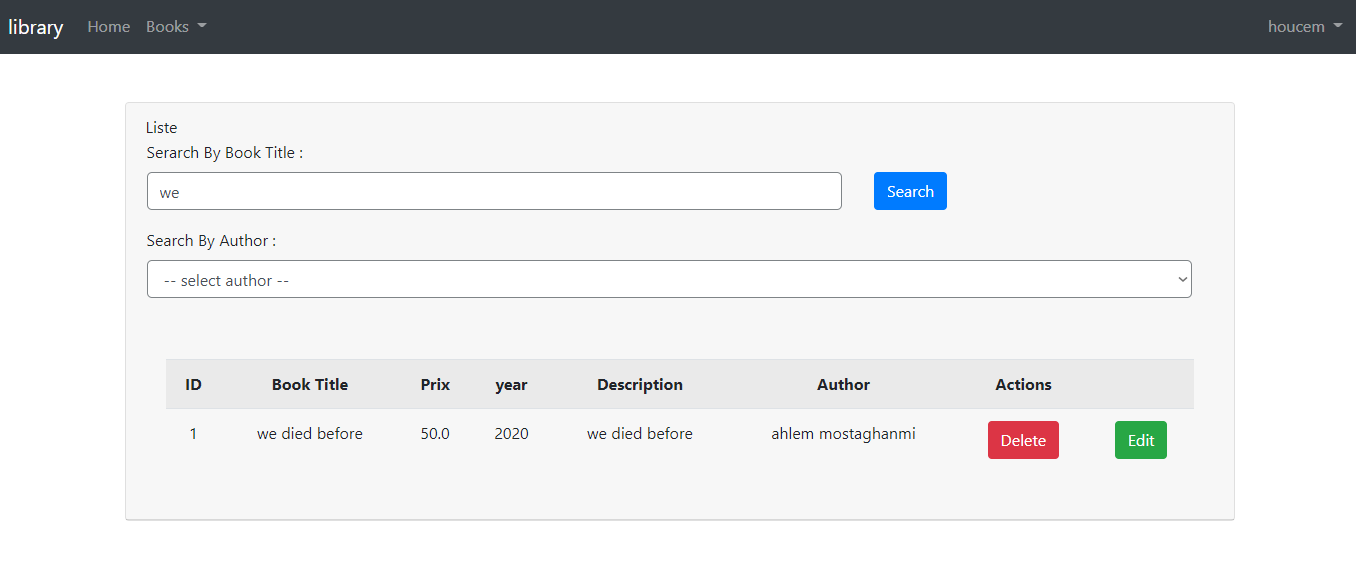 library Home Books houcem
Liste
Serarch By Book Title :
we Search
Search By Author :
-- select author --
ID Book Title Prix year Description Author Actions
1 we died before 50.0 2020 we died before ahlem mostaghanmi Delete Edit